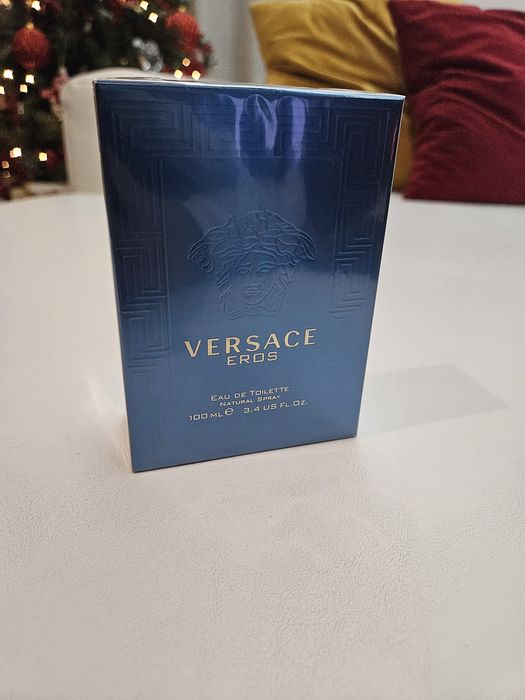 VERSACE
EROS
EAU DE TOILETTE
NATURAL SPRAY
100 ML ℮ 3.4 US FL.OZ.